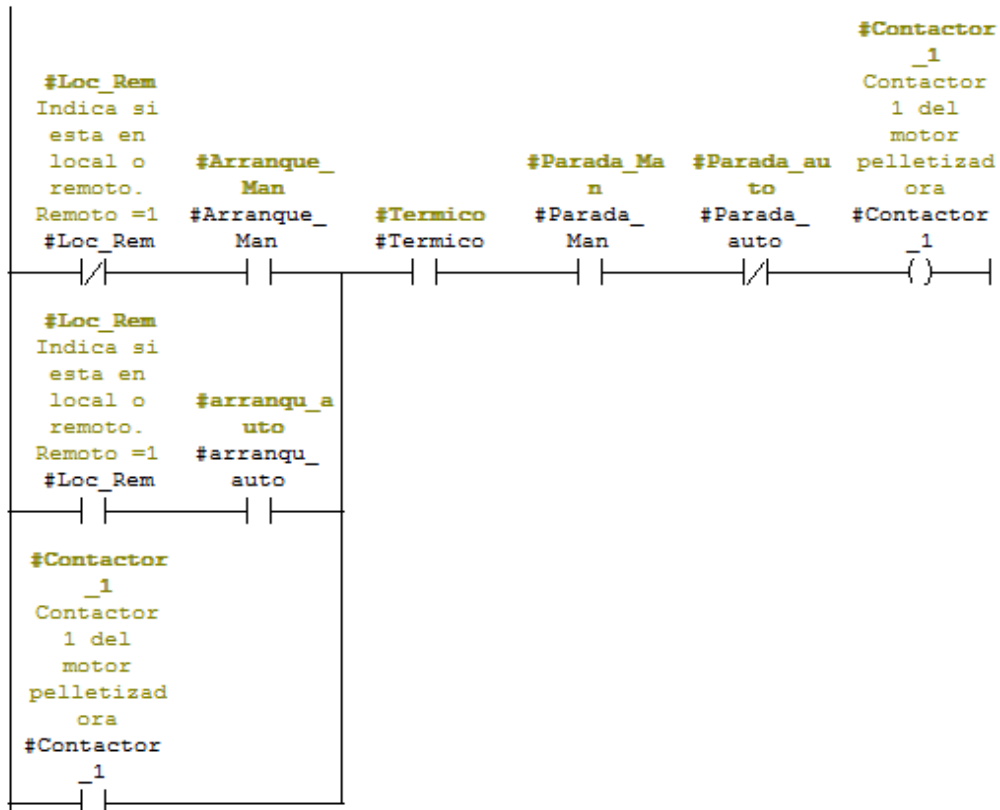 #Contactor
_1
Contactor
1 del
motor
pelletizad
ora
#Contactor
_1
#Loc_Rem
Indica si
esta en
local o
remoto.
Remoto =1
#Loc_Rem
#Arranque_
Man
#Arranque_
Man
#Termico
#Termico
#Parada_Ma
n
#Parada_
Man
#Parada_au
to
#Parada_
auto
#Loc_Rem
Indica si
esta en
local o
remoto.
Remoto =1
#Loc_Rem
#arranqu_a
uto
#arranqu_
auto
#Contactor
_1
Contactor
1 del
motor
pelletizad
ora
#Contactor
_1